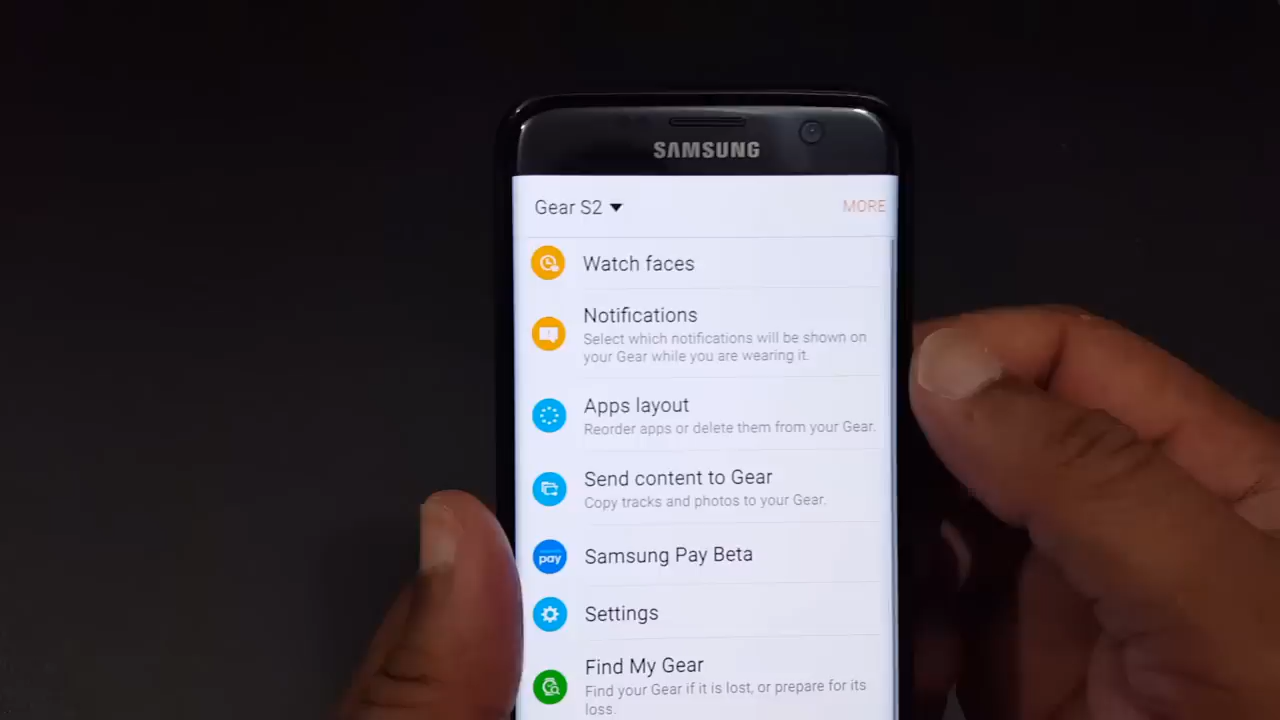 SAMSUNG
Gear S2
MORE
Watch faces
Notifications
Select which notifications will be shown on
your Gear while you are wearing it.
Apps layout
Reorder apps or delete them from your Gear.
Send content to Gear
Copy tracks and photos to your Gear.
pay
Samsung Pay Beta
Settings
Find My Gear
Find your Gear if it is lost, or prepare for its
loss.